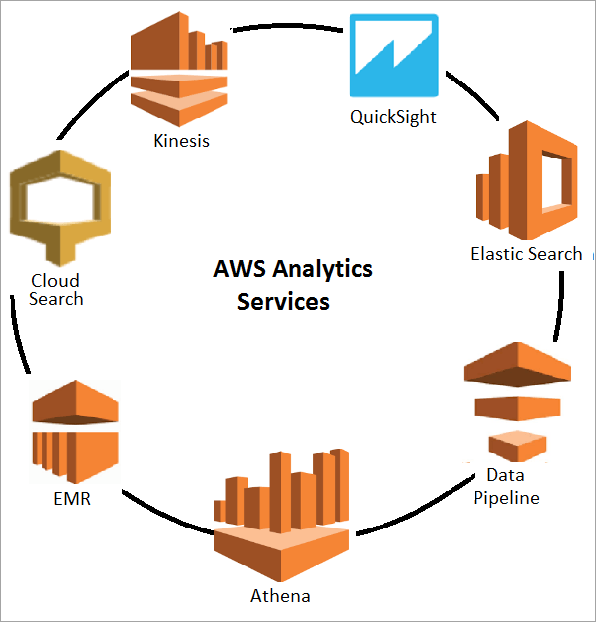 Kinesis
QuickSight
Elastic Search
Cloud
Search
AWS Analytics
Services
EMR
Data
Pipeline
Athena